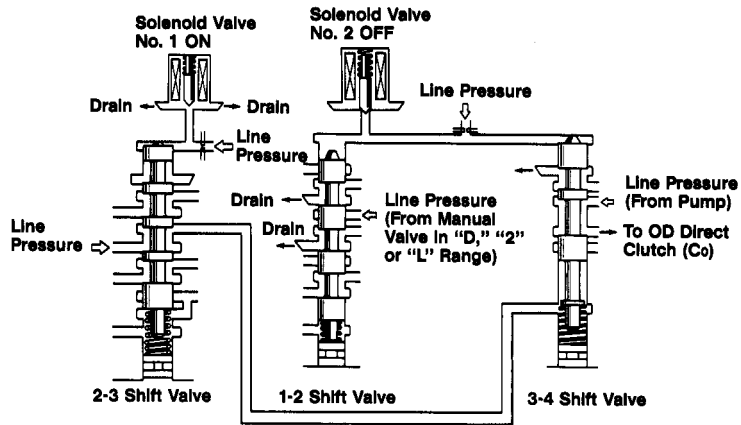 Solenoid Valve
No. 1 ON
Solenoid Valve
No. 2 OFF
Drain
Drain
Line Pressure
Line
Pressure
Drain
Line Pressure
(From Manual
Valve in "D," "2"
or "L" Range)
Line Pressure
(From Pump)
Line
Pressure
Drain
To OD Direct
Clutch (Co)
2-3 Shift Valve
1-2 Shift Valve
3-4 Shift Valve